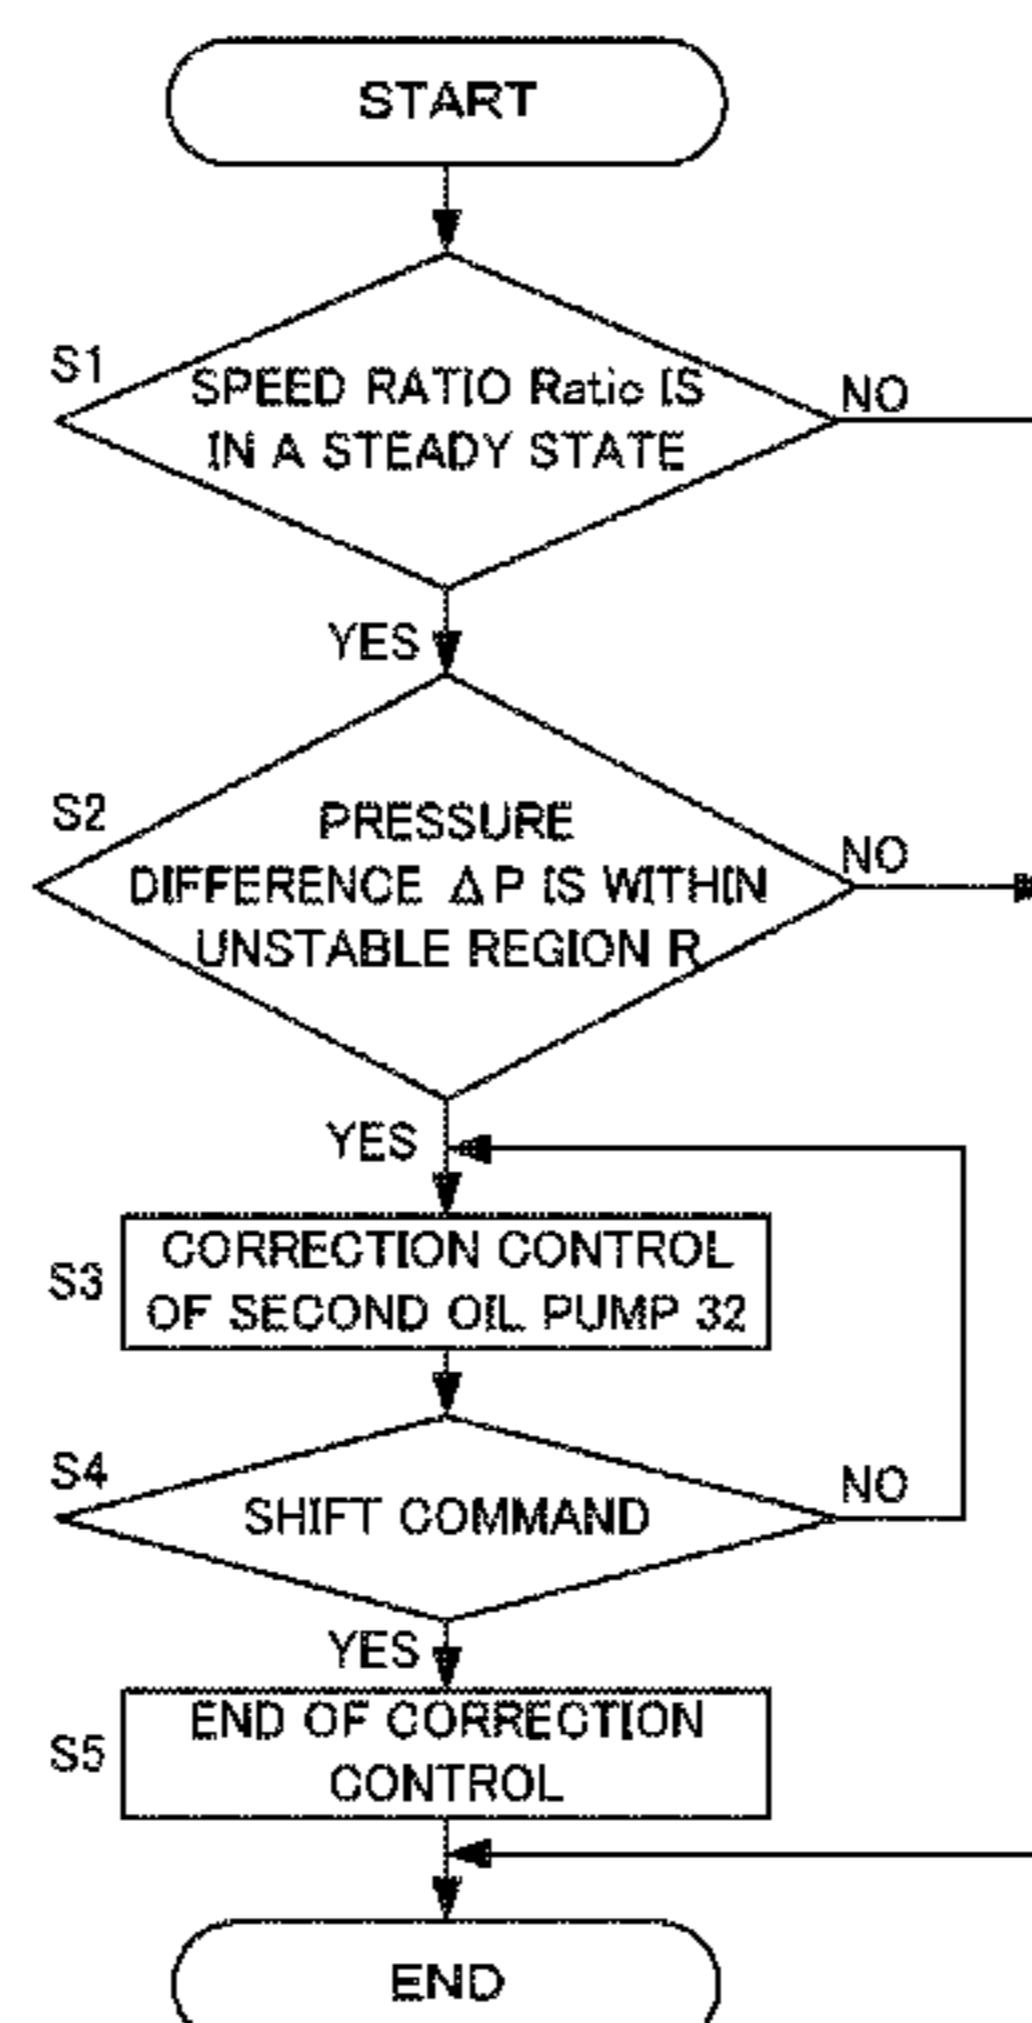 START
S1
SPEED RATIO Ratio IS
IN A STEADY STATE
NO
YES
S2
PRESSURE
DIFFERENCE ΔP IS WITHIN
UNSTABLE REGION R
NO
YES
S3
CORRECTION CONTROL
OF SECOND OIL PUMP 32
S4
SHIFT COMMAND
NO
YES
S5
END OF CORRECTION
CONTROL
END